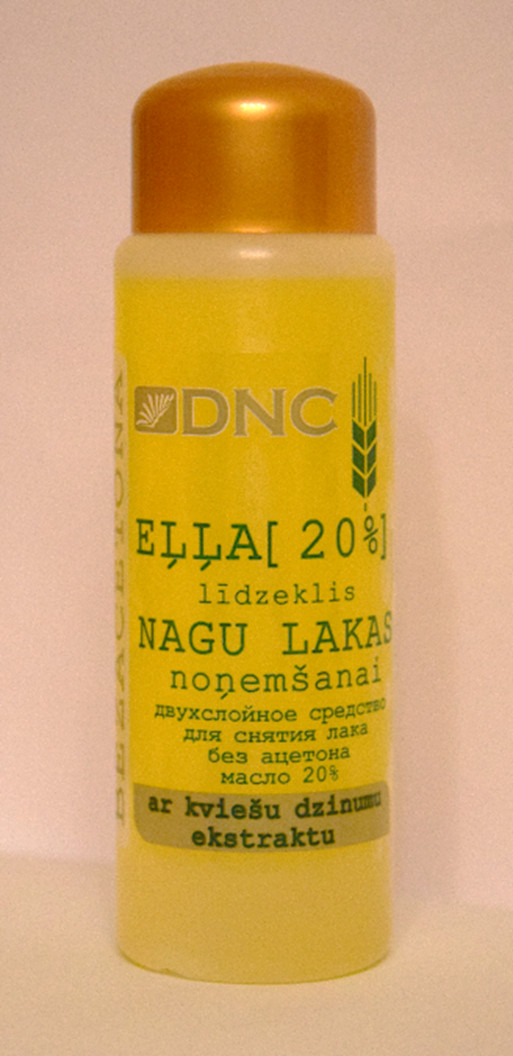 DNC
EĻĻA[ 20%]
līdzeklis
NAGU LAKAS
noņemšanai
двухслойное средство
для снятия лака
без ацетона
масло 20%
ar kviešu dzinumu
ekstraktu
BEZ ACETONA